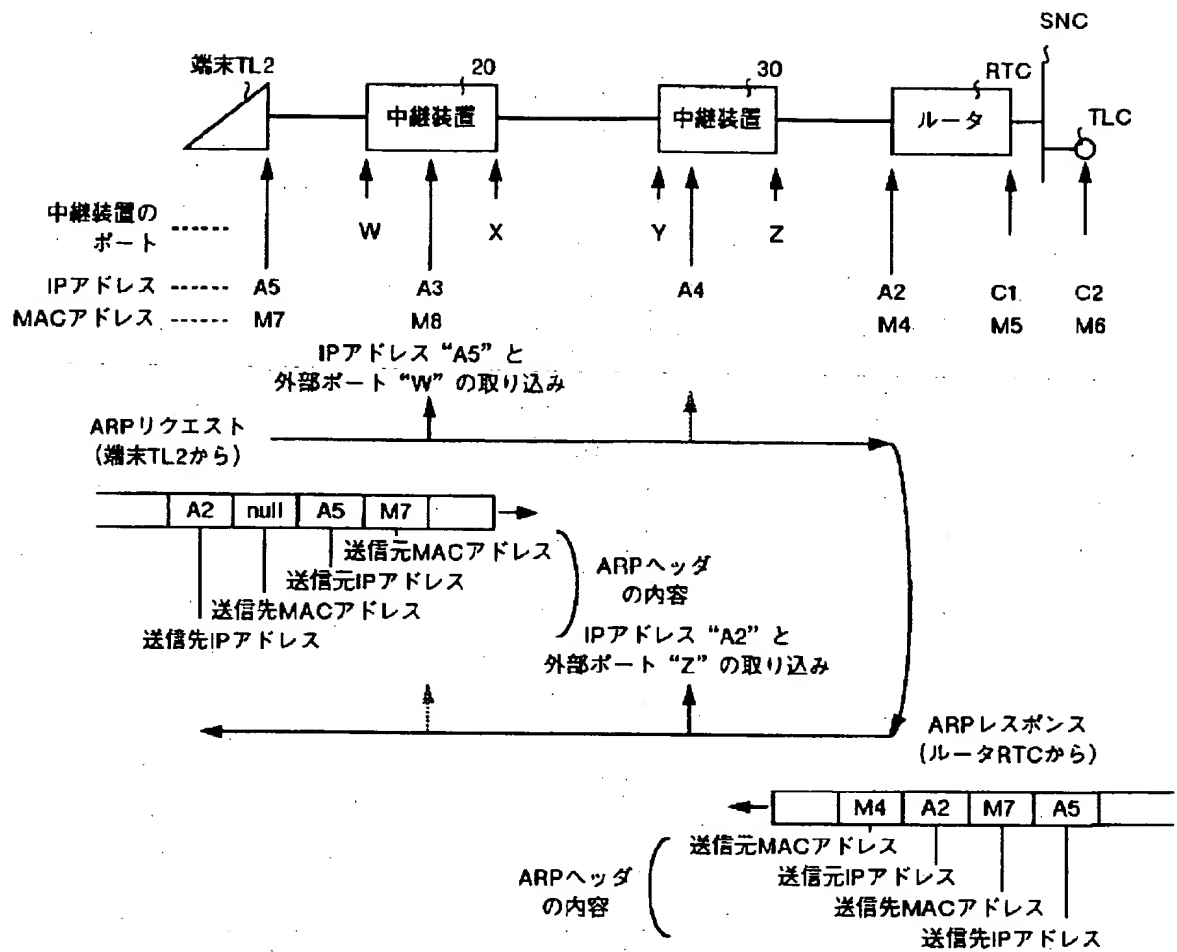 SNC
端末TL2
20
30
RTC
TLC
中継装置
中継装置
ルータ
中継装置の
ポート
W
X
Y
Z
IPアドレス
A5
A3
A4
A2
C1
C2
MACアドレス
M7
M8
M4
M5
M6
IPアドレス“A5”と
外部ポート“W”の取り込み
ARPリクエスト
(端末TL2から)
A2
null
A5
M7
送信元MACアドレス
送信元IPアドレス
送信先MACアドレス
送信先IPアドレス
ARPヘッダ
の内容
IPアドレス“A2”と
外部ポート“Z”の取り込み
ARPレスポンス
(ルータRTCから)
M4
A2
M7
A5
送信元MACアドレス
送信元IPアドレス
送信先MACアドレス
送信先IPアドレス
ARPヘッダ
の内容